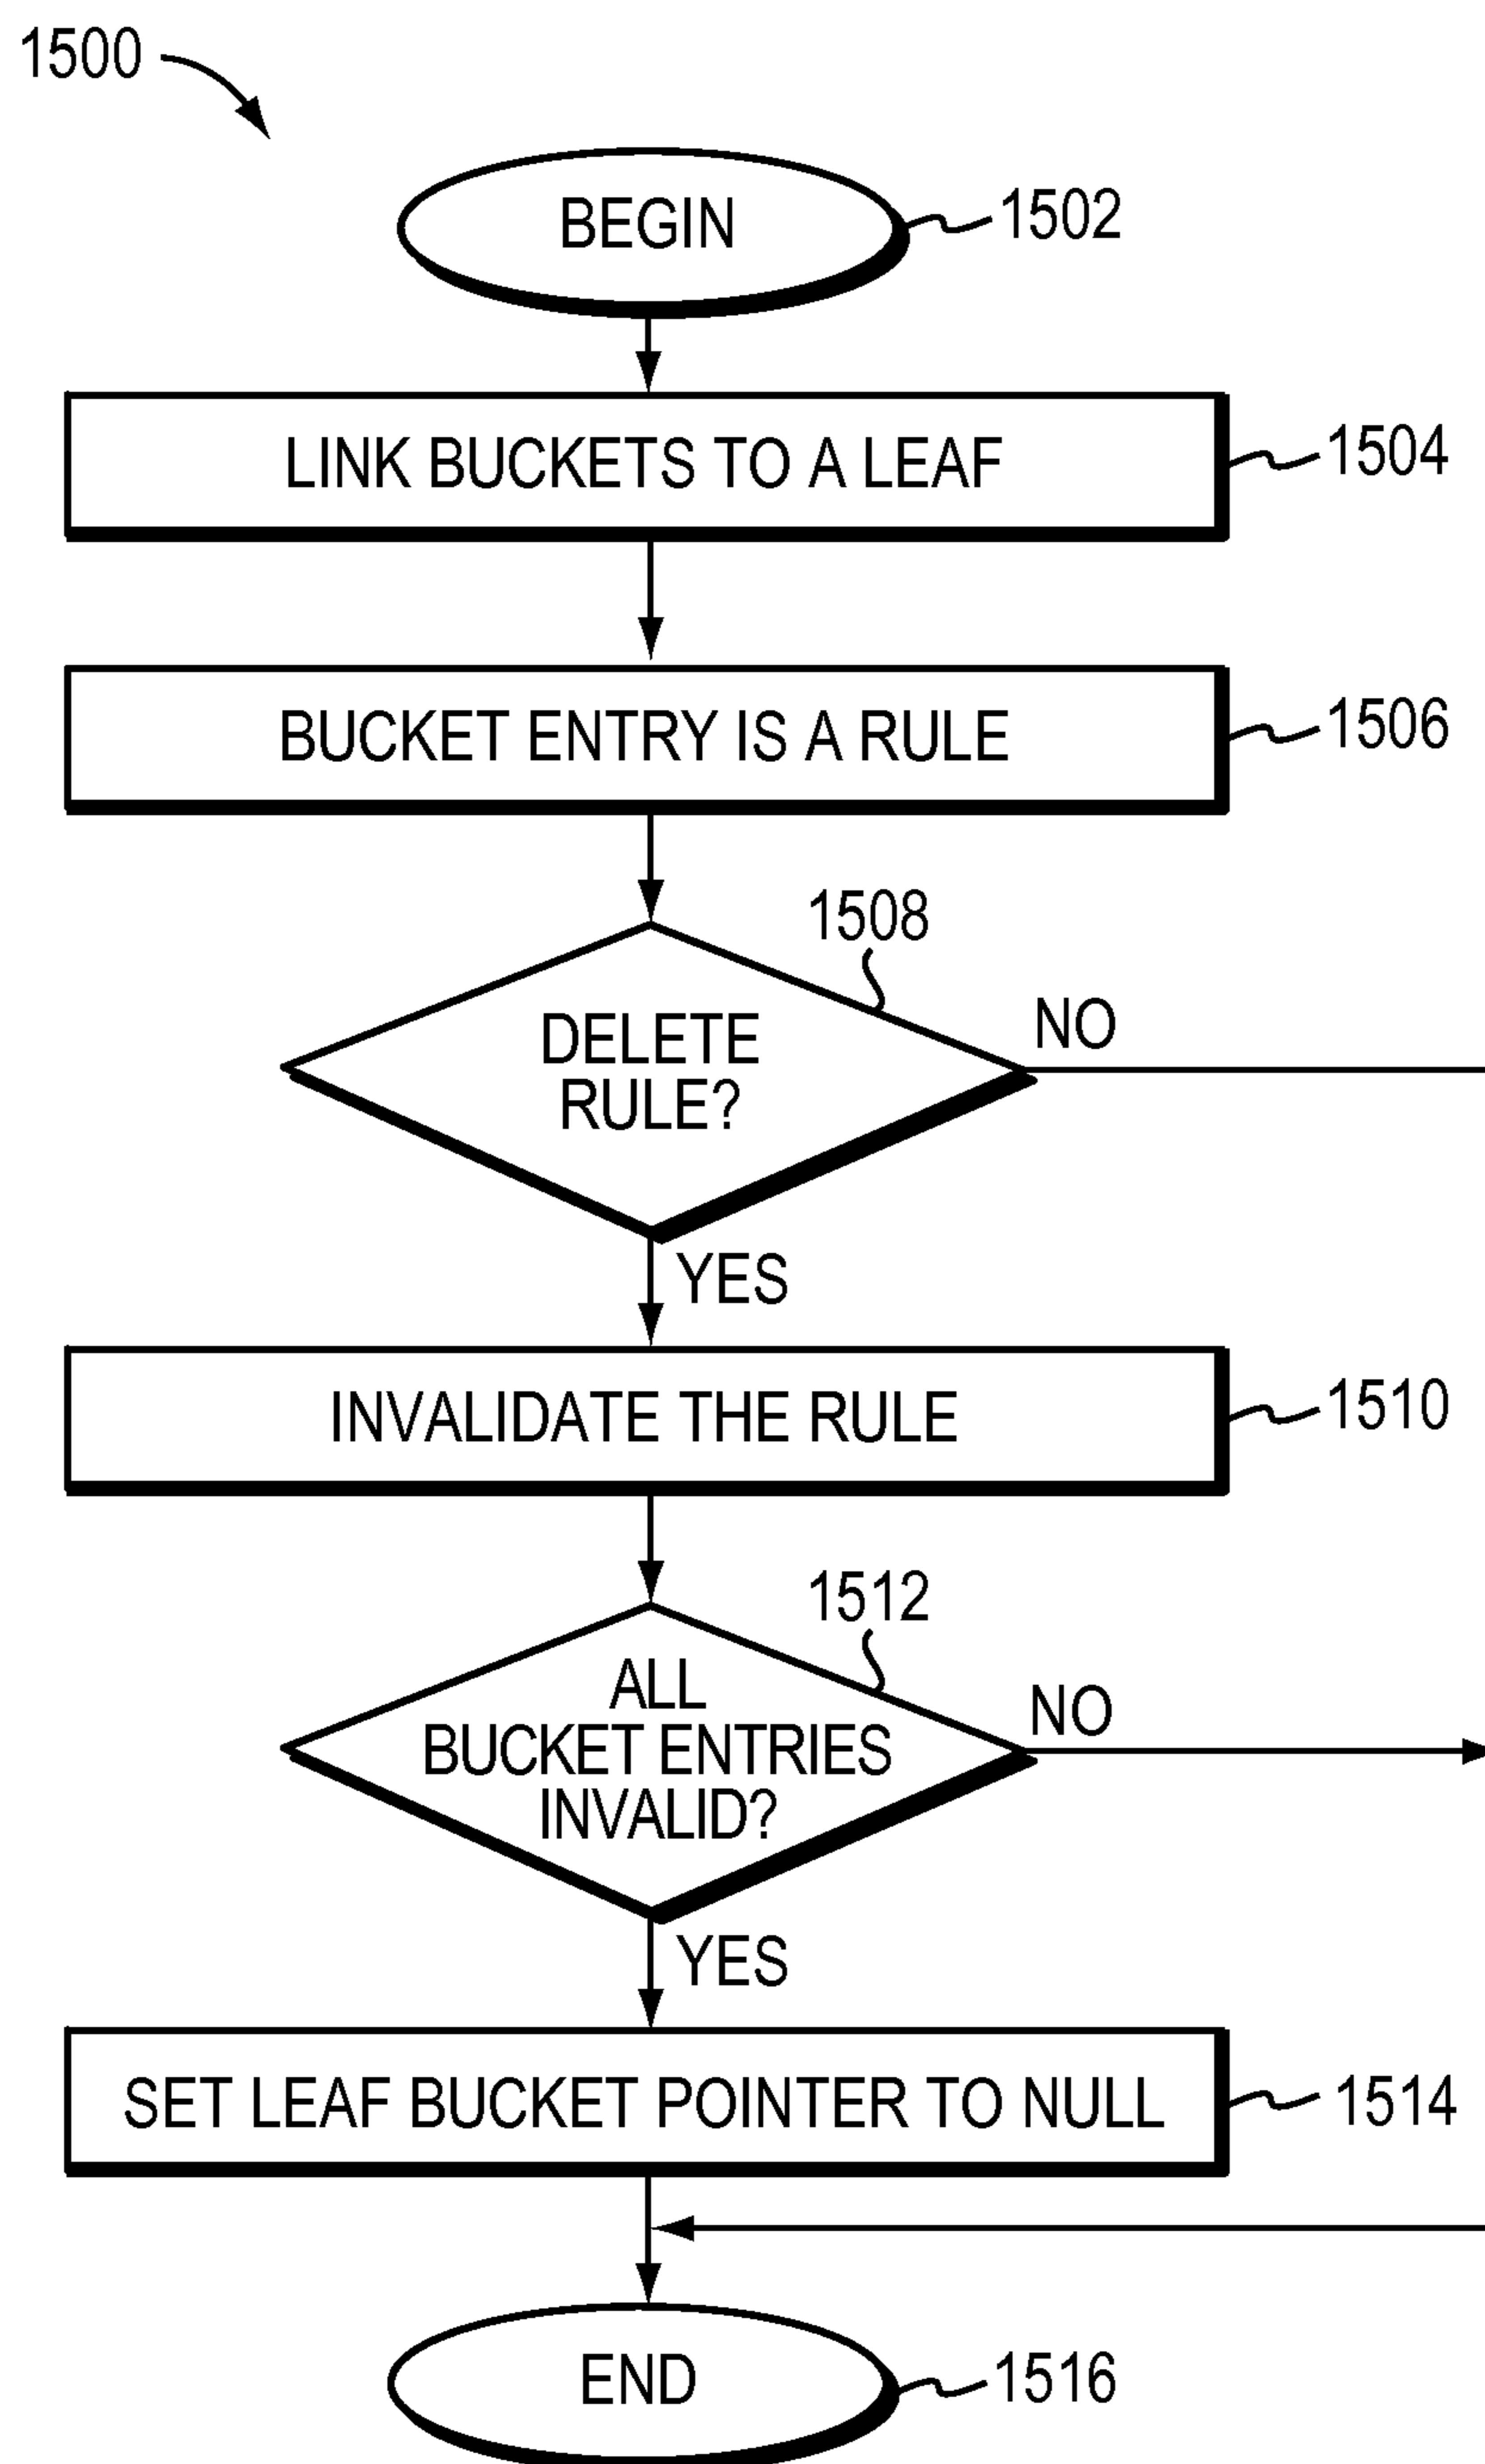 1500
BEGIN
1502
LINK BUCKETS TO A LEAF
1504
BUCKET ENTRY IS A RULE
1506
1508
DELETE
RULE?
NO
YES
INVALIDATE THE RULE
1510
1512
ALL
BUCKET ENTRIES
INVALID?
NO
YES
SET LEAF BUCKET POINTER TO NULL
1514
END
1516